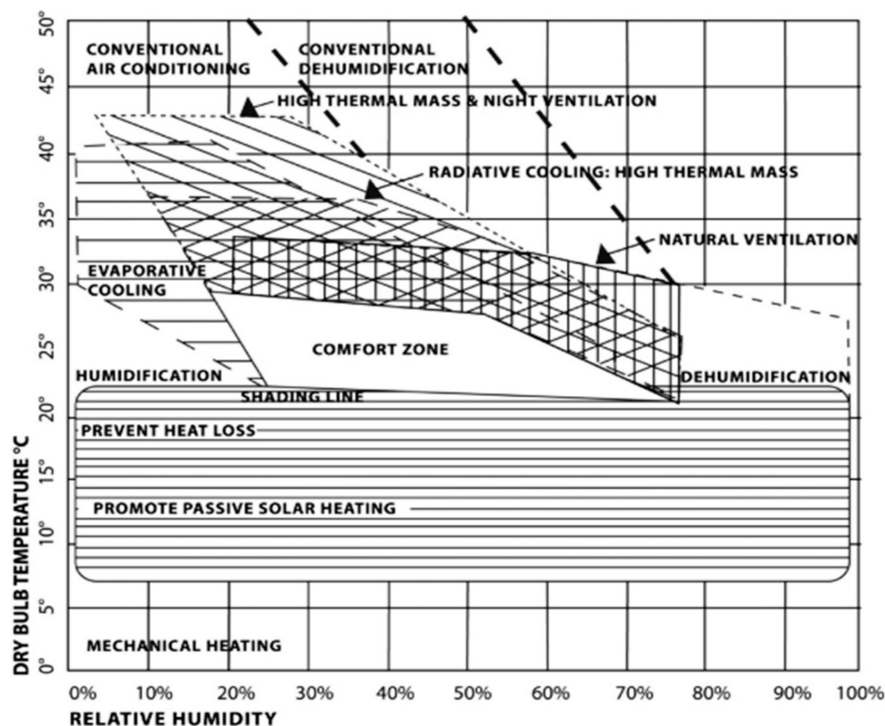 50°
CONVENTIONAL
AIR CONDITIONING
CONVENTIONAL
DEHUMIDIFICATION
45°
HIGH THERMAL MASS & NIGHT VENTILATION
40°
RADIATIVE COOLING: HIGH THERMAL MASS
35°
NATURAL VENTILATION
30°
EVAPORATIVE
COOLING
25°
COMFORT ZONE
HUMIDIFICATION
DEHUMIDIFICATION
SHADING LINE
20°
PREVENT HEAT LOSS
15°
PROMOTE PASSIVE SOLAR HEATING
10°
5°
MECHANICAL HEATING
0°
DRY BULB TEMPERATURE °C
0% 10% 20% 30% 40% 50% 60% 70% 80% 90% 100%
RELATIVE HUMIDITY